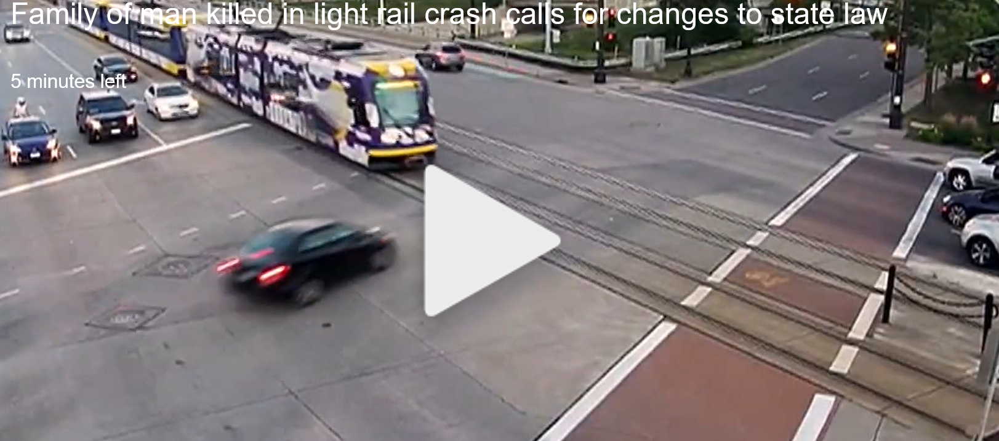 Family of man killed in light rail crash calls for changes to state law
5 minutes left